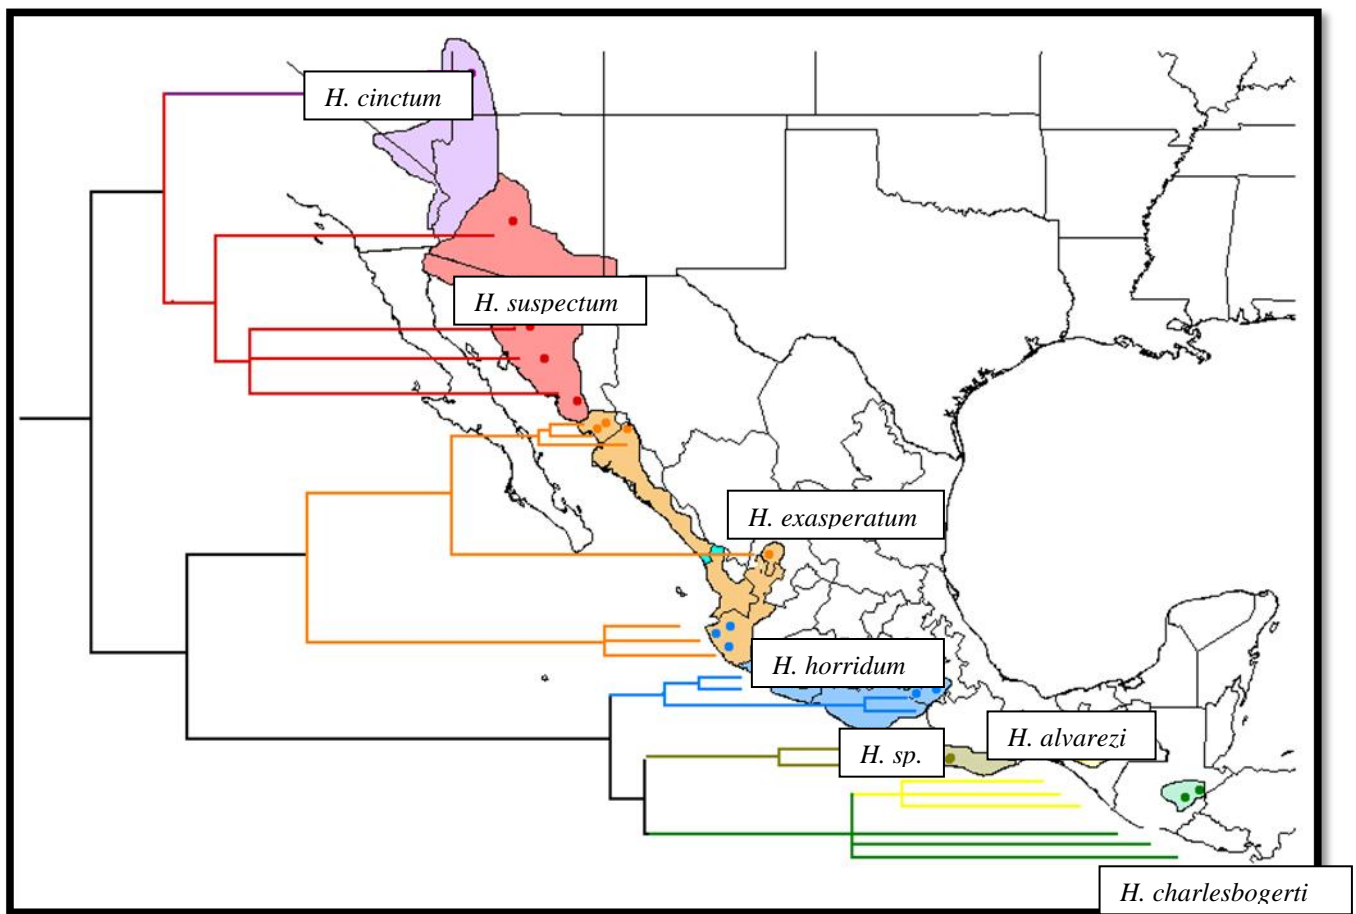 H. cinctum
H. suspectum
H. exasperatum
H. horridum
H. alvarezi
H. sp.
H. charlesbogerti